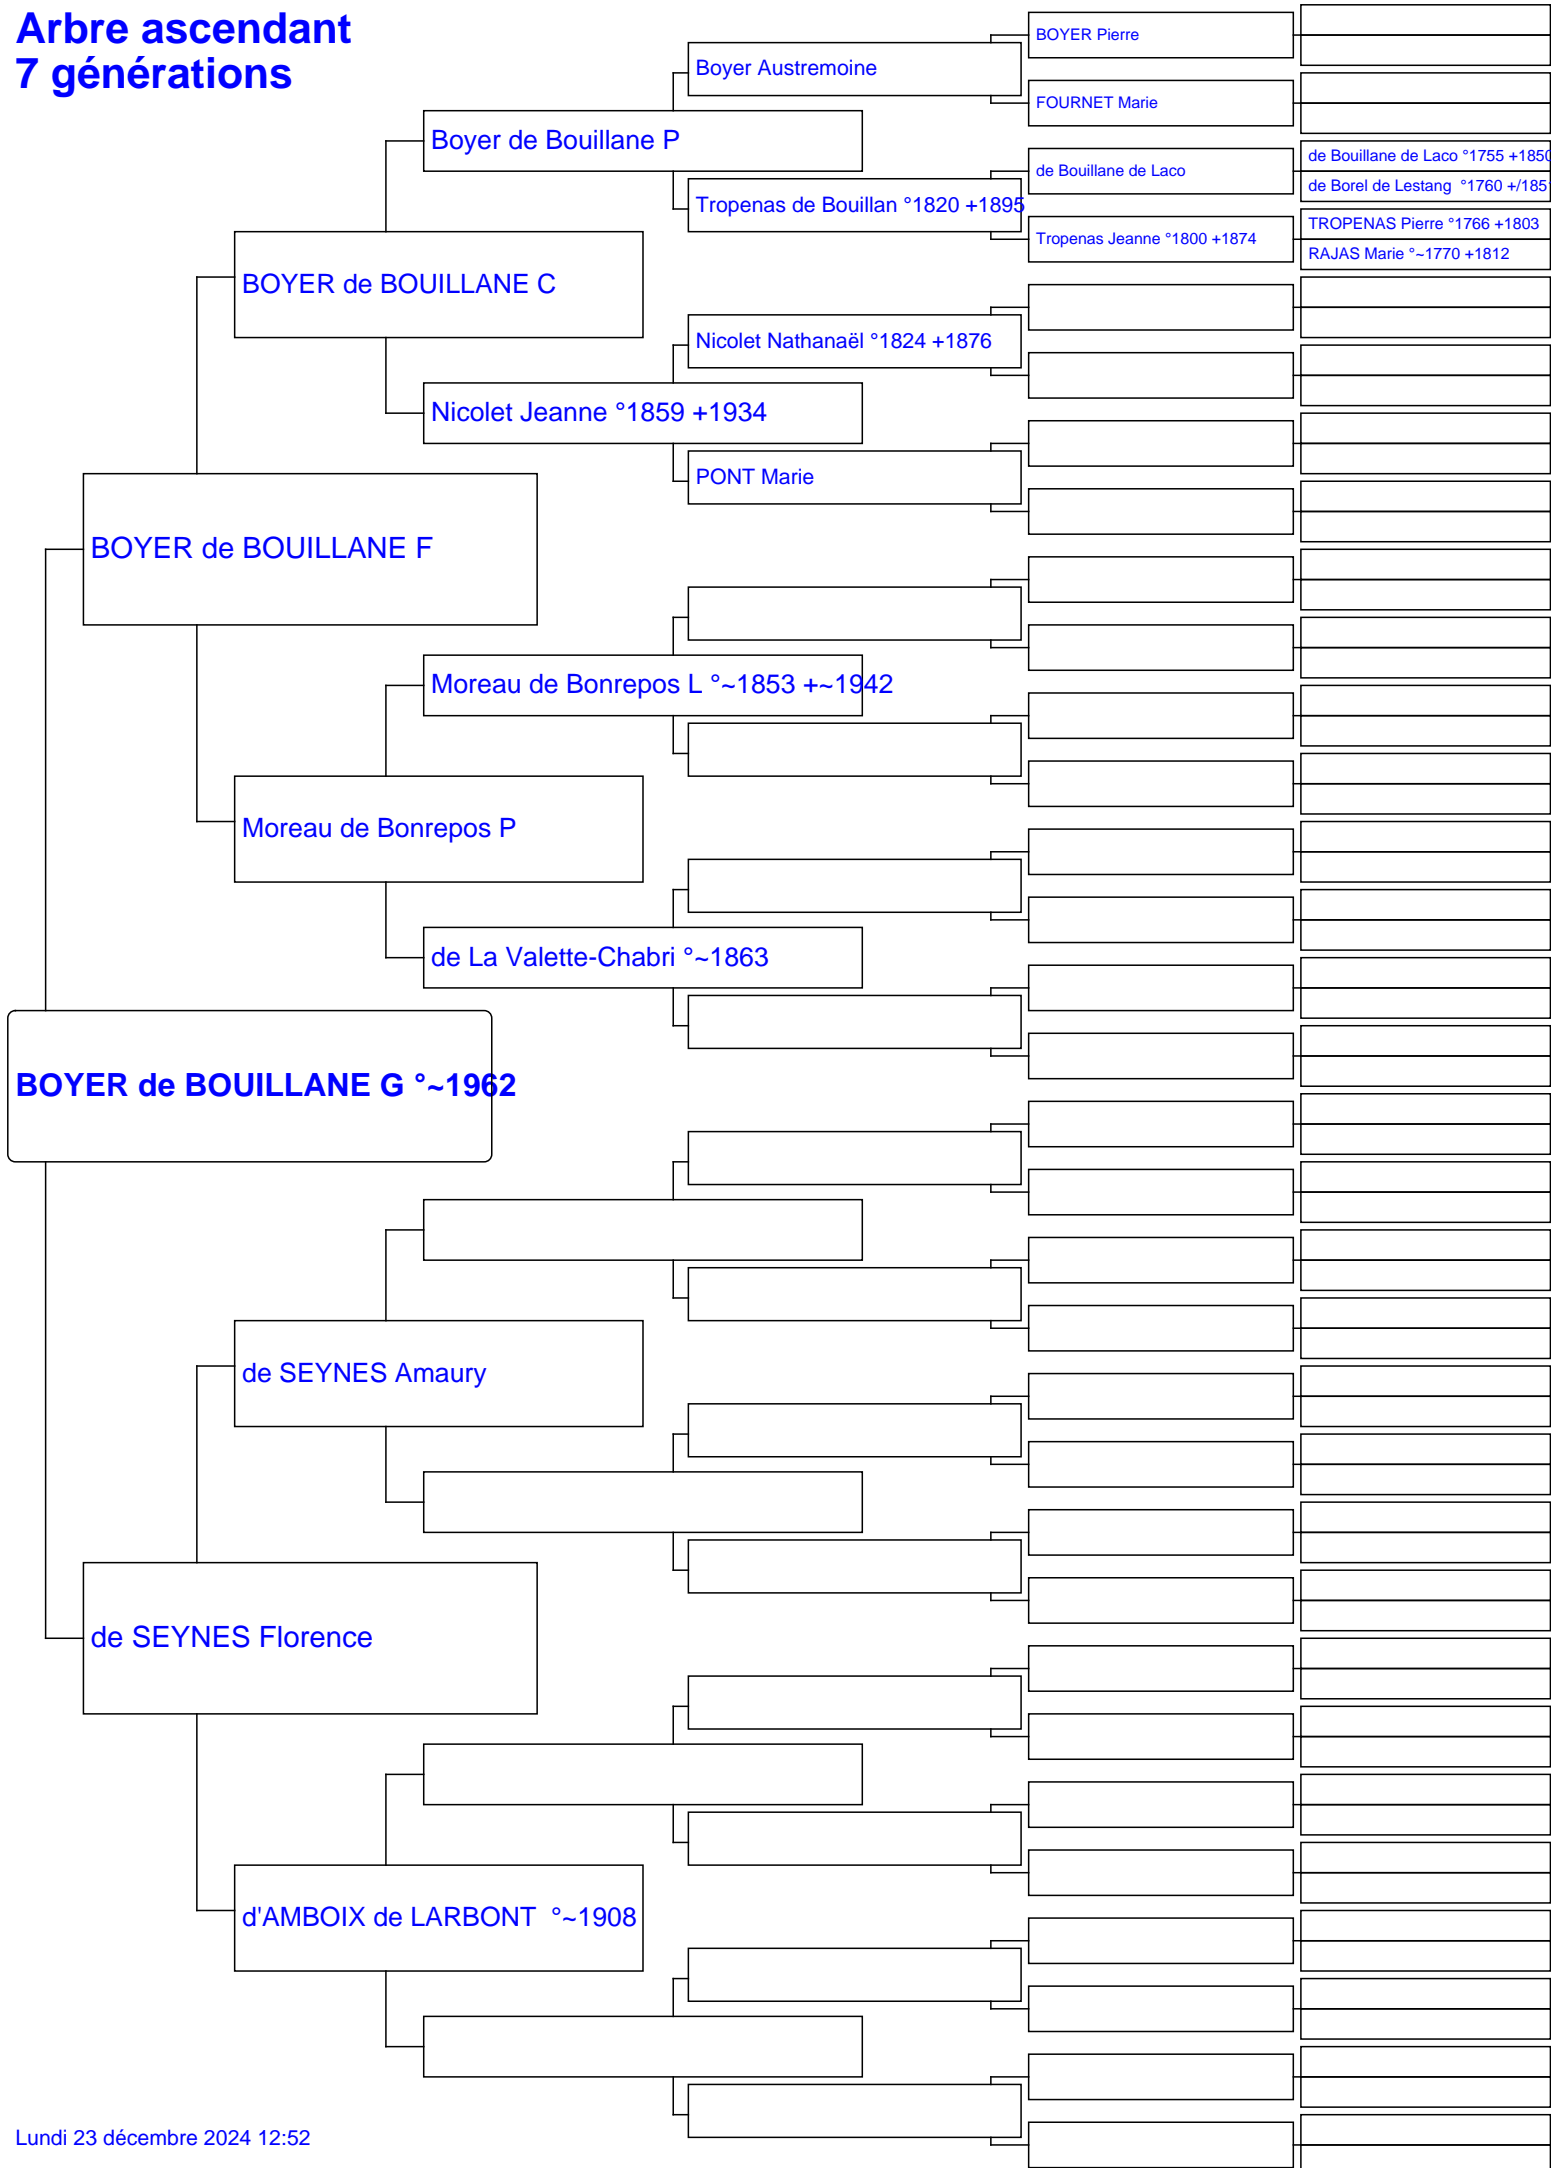 Arbre ascendant
7 générations
BOYER Pierre
Boyer Austremoine
FOURNET Marie
Boyer de Bouillane P
de Bouillane de Laco °1755 +1850
de Bouillane de Laco
de Borel de Lestang °1760 +/185
Tropenas de Bouillan °1820 +1895
TROPENAS Pierre °1766 +1803
Tropenas Jeanne °1800 +1874
RAJAS Marie °~1770 +1812
BOYER de BOUILLANE C
Nicolet Nathanaël °1824 +1876
Nicolet Jeanne °1859 +1934
PONT Marie
BOYER de BOUILLANE F
Moreau de Bonrepos L °~1853 +~1942
Moreau de Bonrepos P
de La Valette-Chabri °~1863
BOYER de BOUILLANE G °~1962
de SEYNES Amaury
de SEYNES Florence
d'AMBOIX de LARBONT °~1908
Lundi 23 décembre 2024 12:52